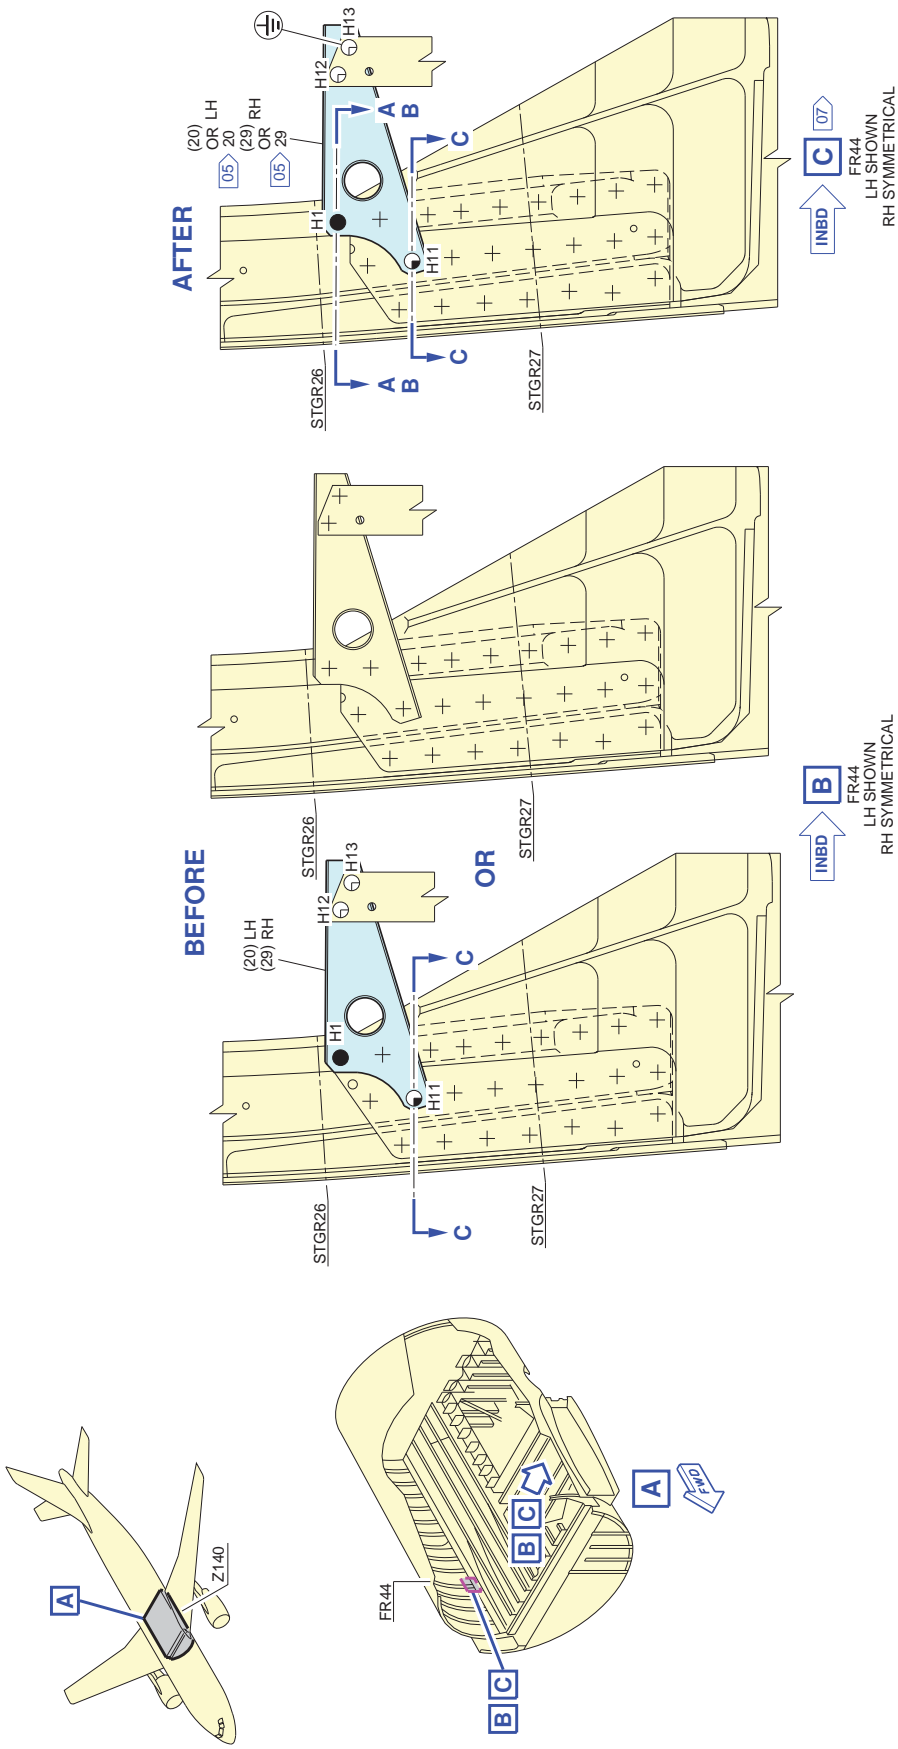 A
Z140
FR44
B C
B C
A
FWD
BEFORE
(20) LH
(29) RH
H12
H13
H1
H11
STGR26
STGR27
C
C
OR
STGR26
STGR27
INBD
B
FR44
LH SHOWN
RH SYMMETRICAL
AFTER
(20)
OR LH
05 20
(29) RH
OR
05 29
H12
H13
H1
H11
STGR26
STGR27
A
B
A
B
C
C
INBD
C
07
FR44
LH SHOWN
RH SYMMETRICAL